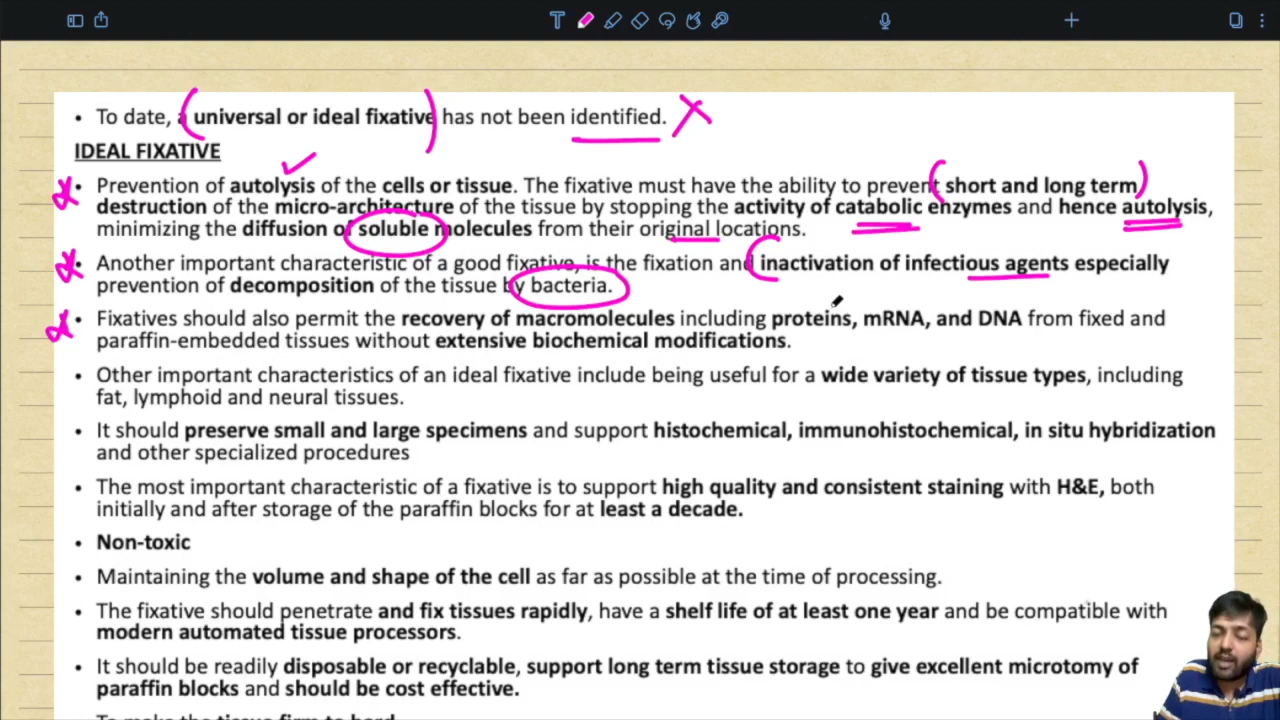 • To date, a universal or ideal fixative has not been identified.
IDEAL FIXATIVE
• Prevention of autolysis of the cells or tissue. The fixative must have the ability to prevent short and long term
destruction of the micro-architecture of the tissue by stopping the activity of catabolic enzymes and hence autolysis,
minimizing the diffusion of soluble molecules from their original locations.
• Another important characteristic of a good fixative, is the fixation and inactivation of infectious agents especially
prevention of decomposition of the tissue by bacteria.
• Fixatives should also permit the recovery of macromolecules including proteins, mRNA, and DNA from fixed and
paraffin-embedded tissues without extensive biochemical modifications.
• Other important characteristics of an ideal fixative include being useful for a wide variety of tissue types, including
fat, lymphoid and neural tissues.
• It should preserve small and large specimens and support histochemical, immunohistochemical, in situ hybridization
and other specialized procedures
• The most important characteristic of a fixative is to support high quality and consistent staining with H&E, both
initially and after storage of the paraffin blocks for at least a decade.
• Non-toxic
• Maintaining the volume and shape of the cell as far as possible at the time of processing.
• The fixative should penetrate and fix tissues rapidly, have a shelf life of at least one year and be compatible with
modern automated tissue processors.
• It should be readily disposable or recyclable, support long term tissue storage to give excellent microtomy of
paraffin blocks and should be cost effective.
To make the tissue firm to hard